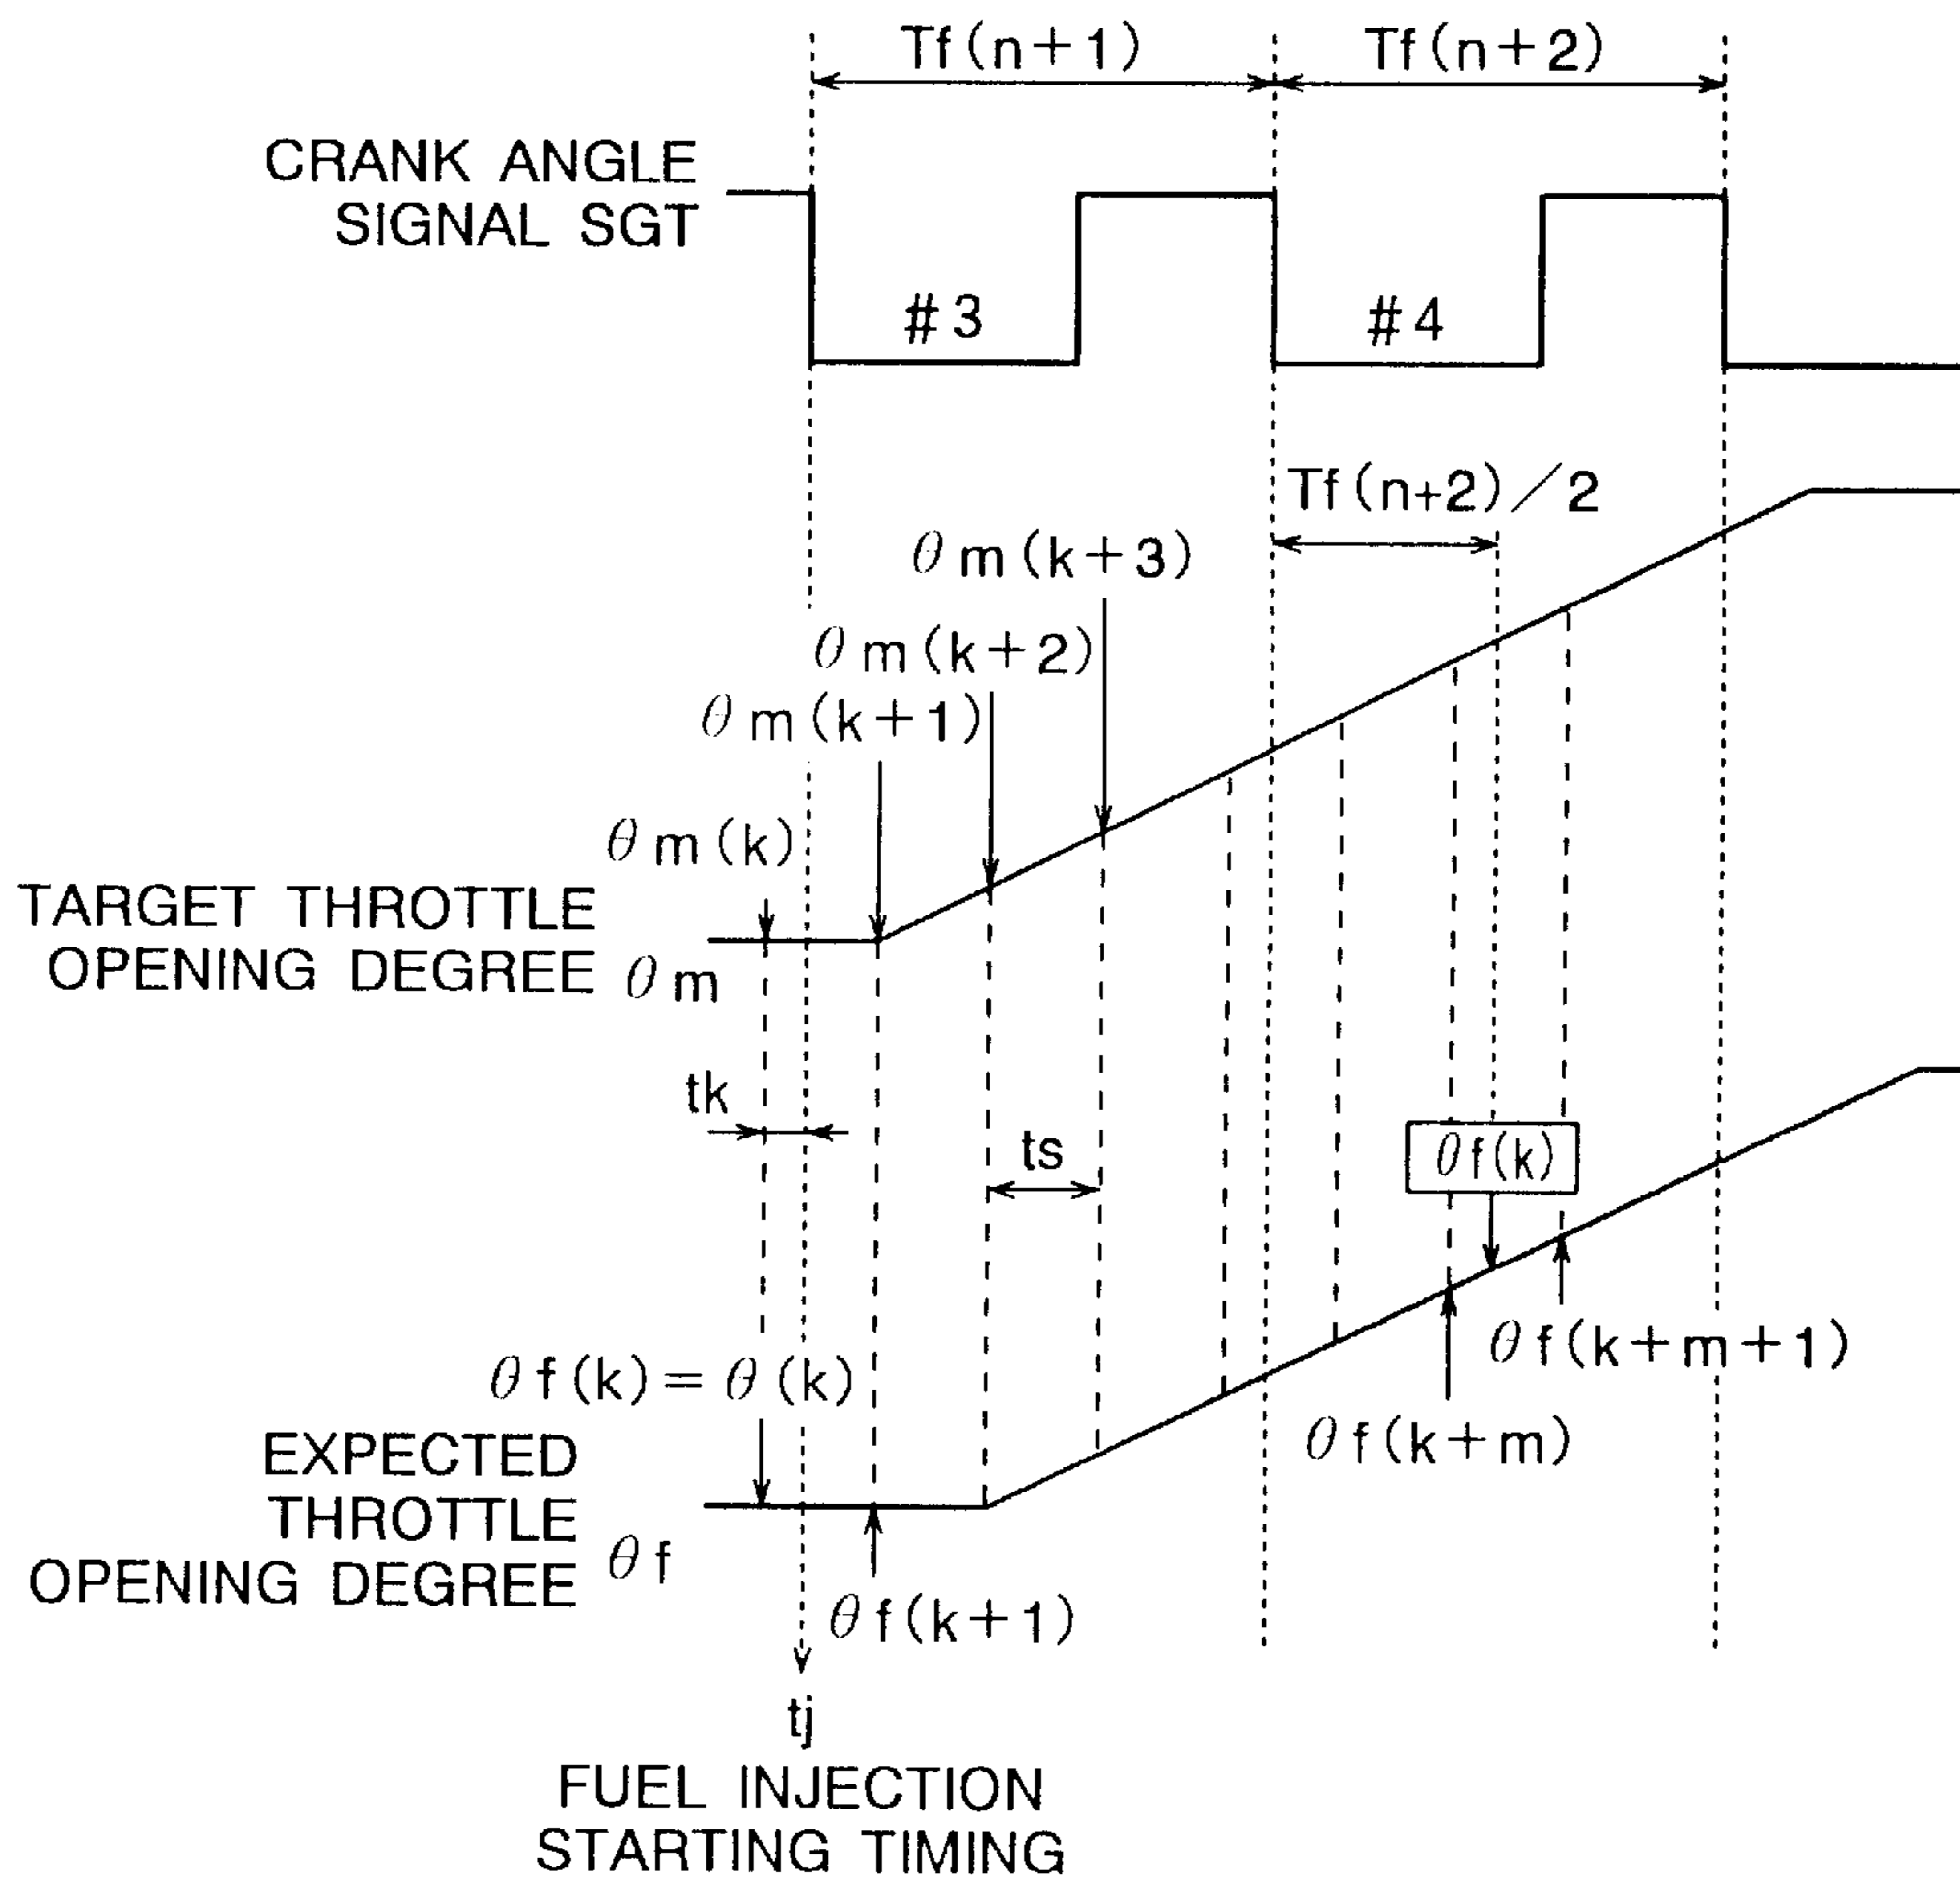 Tf(n+1)
Tf(n+2)
CRANK ANGLE
SIGNAL SGT
#3
#4
Tf(n+2)/2
θm(k+3)
θm(k+2)
θm(k+1)
θm(k)
TARGET THROTTLE
OPENING DEGREE θm
tk
ts
θf(k)
θf(k+m+1)
θf(k)=θ(k)
θf(k+m)
EXPECTED
THROTTLE
OPENING DEGREE θf
θf(k+1)
tj
FUEL INJECTION
STARTING TIMING